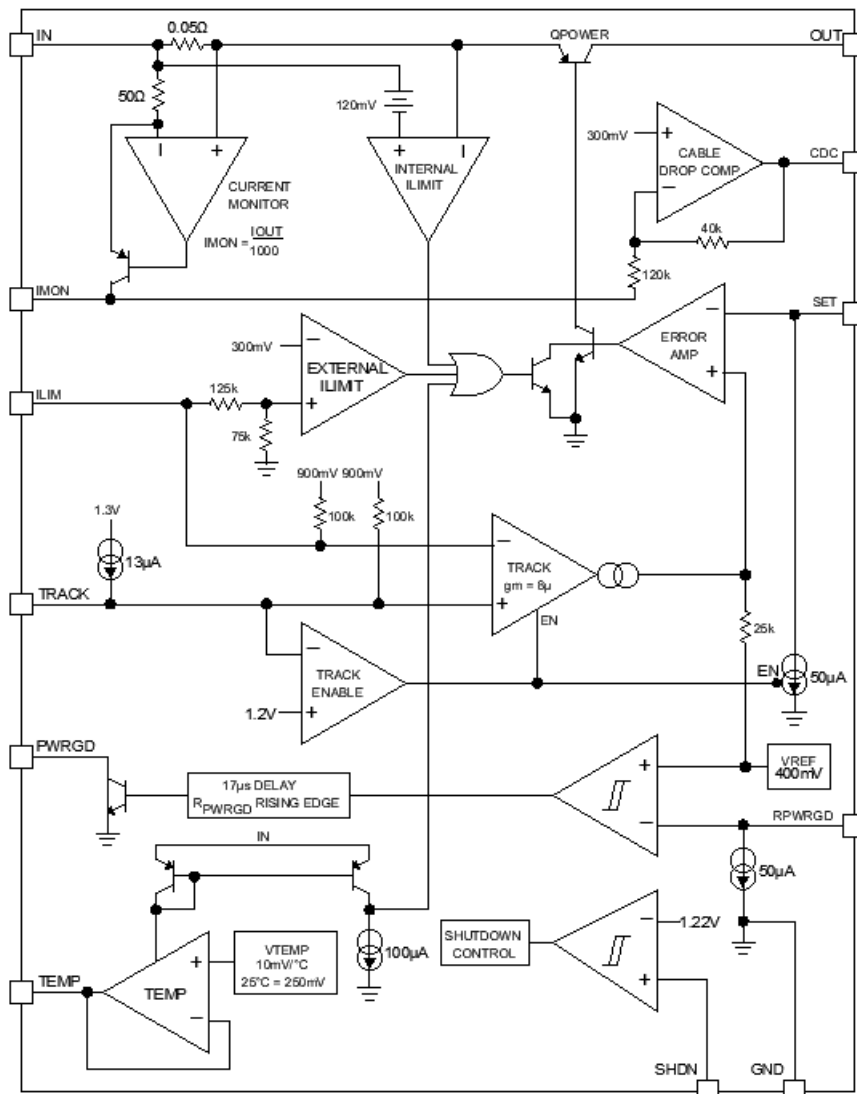 IN
0.05Ω
QPOWER
OUT
50Ω
120mV
300mV
CABLE
DROP COMP
CDC
CURRENT
MONITOR
INTERNAL
ILIMIT
IMON = IOUT
1000
40k
120k
IMON
SET
300mV
EXTERNAL
ILIMIT
ERROR
AMP
ILIM
125k
75k
900mV 900mV
100k
100k
1.3V
13µA
TRACK
gm = 8µ
TRACK
EN
25k
TRACK
ENABLE
1.2V
EN
50µA
PWRGD
17µs DELAY
RPWRGD RISING EDGE
VREF
400mV
RPWRGD
IN
50µA
VTEMP
10mV/°C
25°C = 250mV
100µA
SHUTDOWN
CONTROL
1.22V
TEMP
TEMP
SHDN
GND